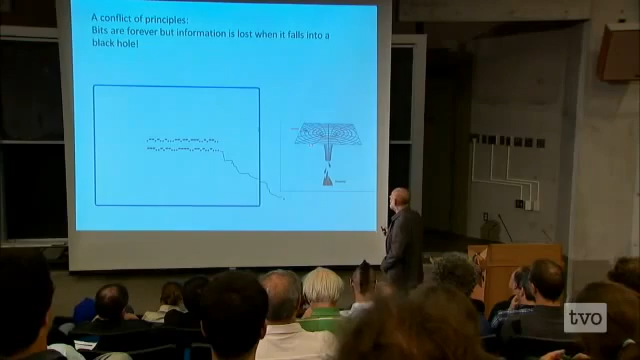 A conflict of principles:
Bits are forever but information is lost when it falls into a
black hole!
tvo